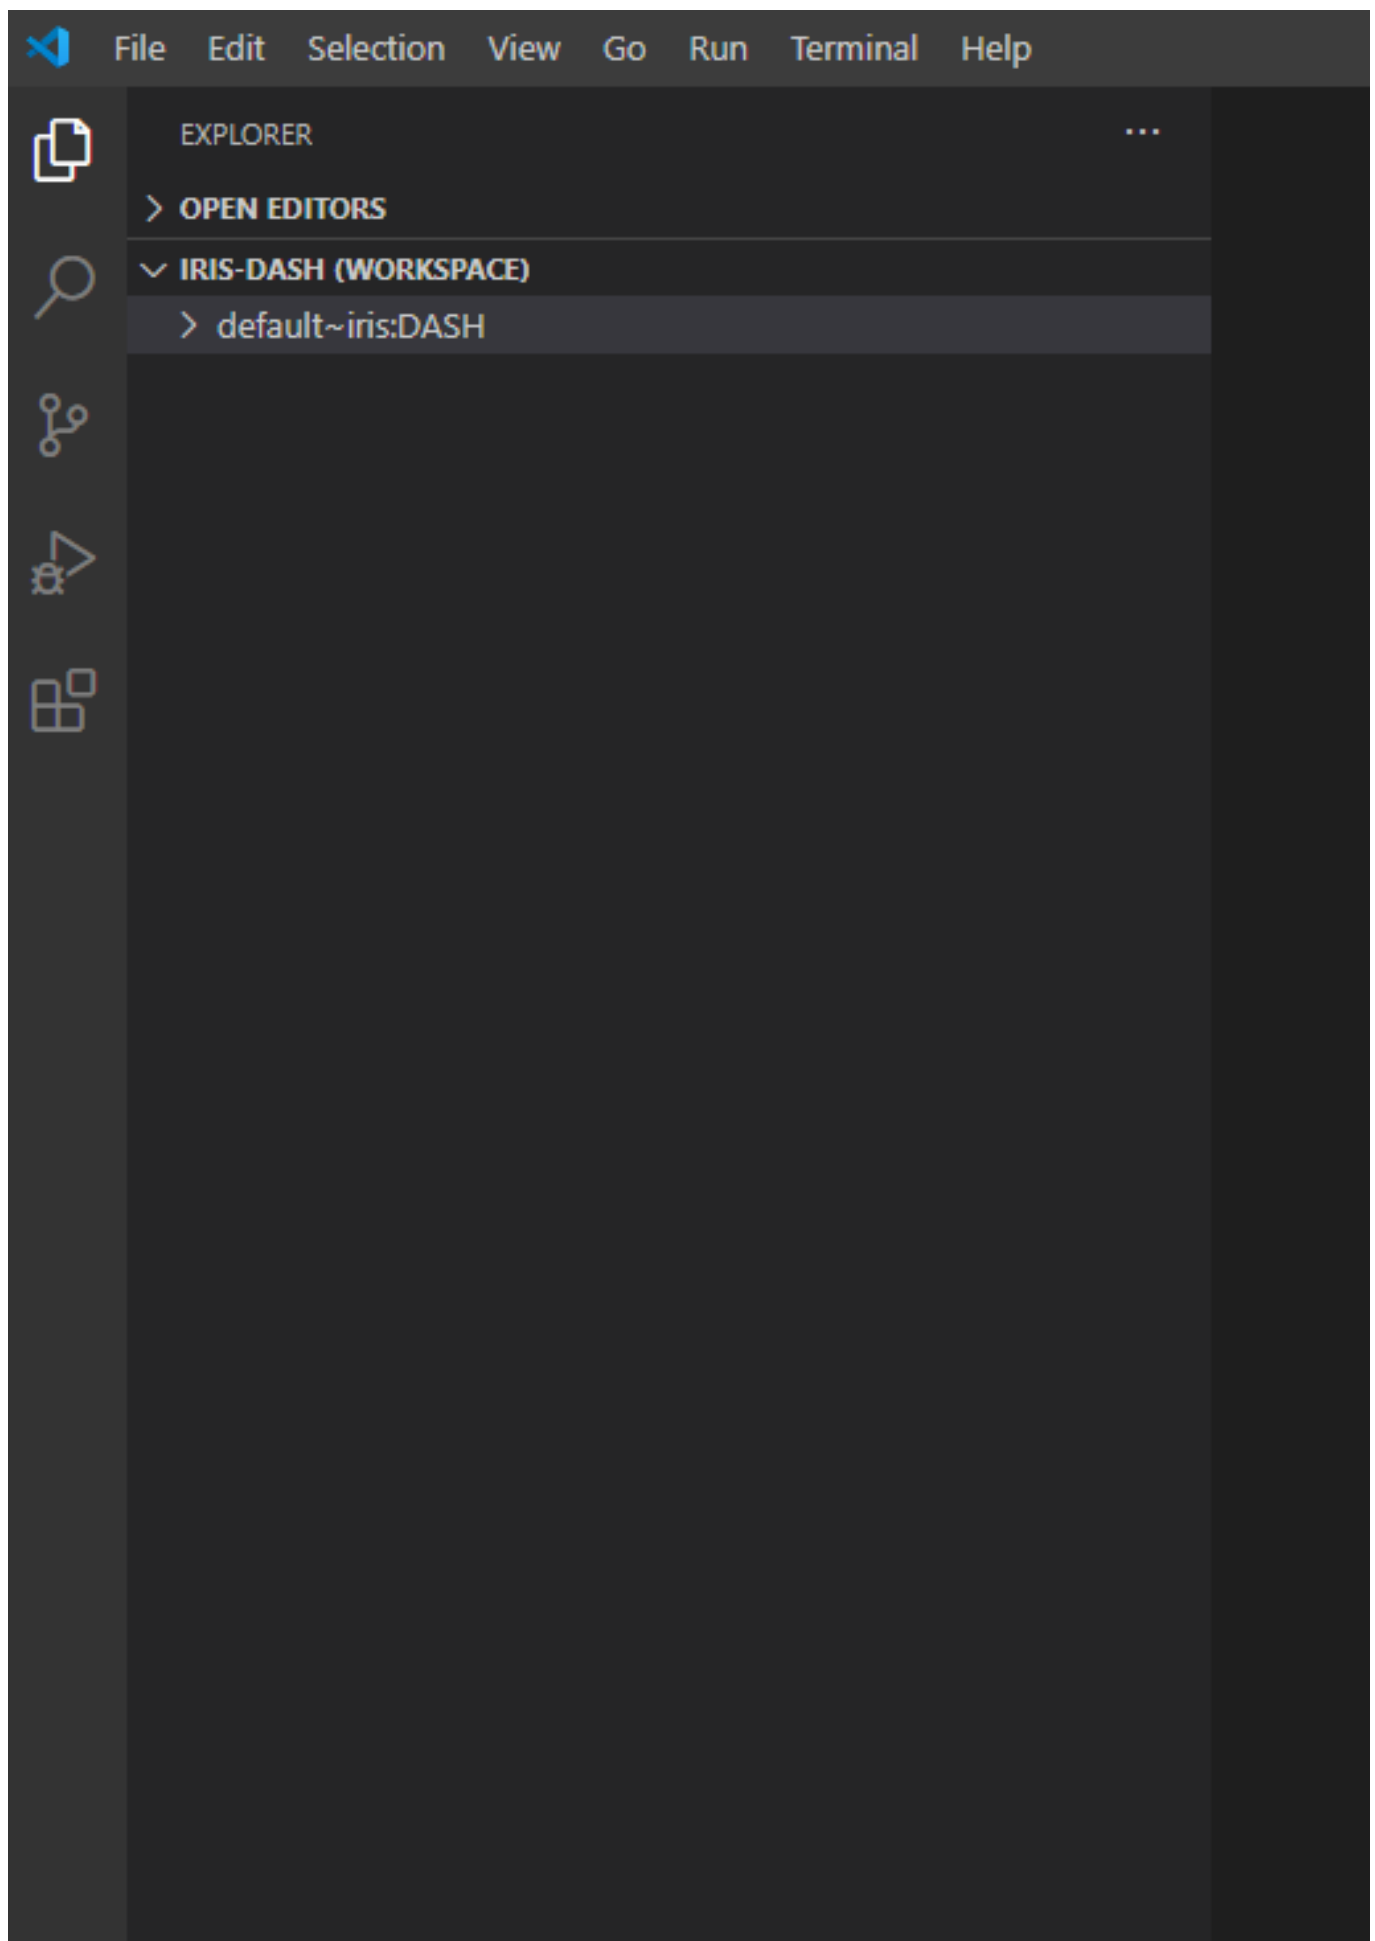 File Edit Selection View Go Run Terminal Help
EXPLORER
OPEN EDITORS
IRIS-DASH (WORKSPACE)
default~iris:DASH